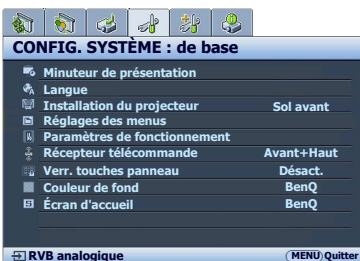 CONFIG. SYSTÈME : de base
Minuteur de présentation
Langue
Installation du projecteur Sol avant
Réglages des menus
Paramètres de fonctionnement
Récepteur télécommande Avant+Haut
Verr. touches panneau Désact.
Couleur de fond BenQ
Écran d'accueil BenQ
RVB analogique MENU Quitter